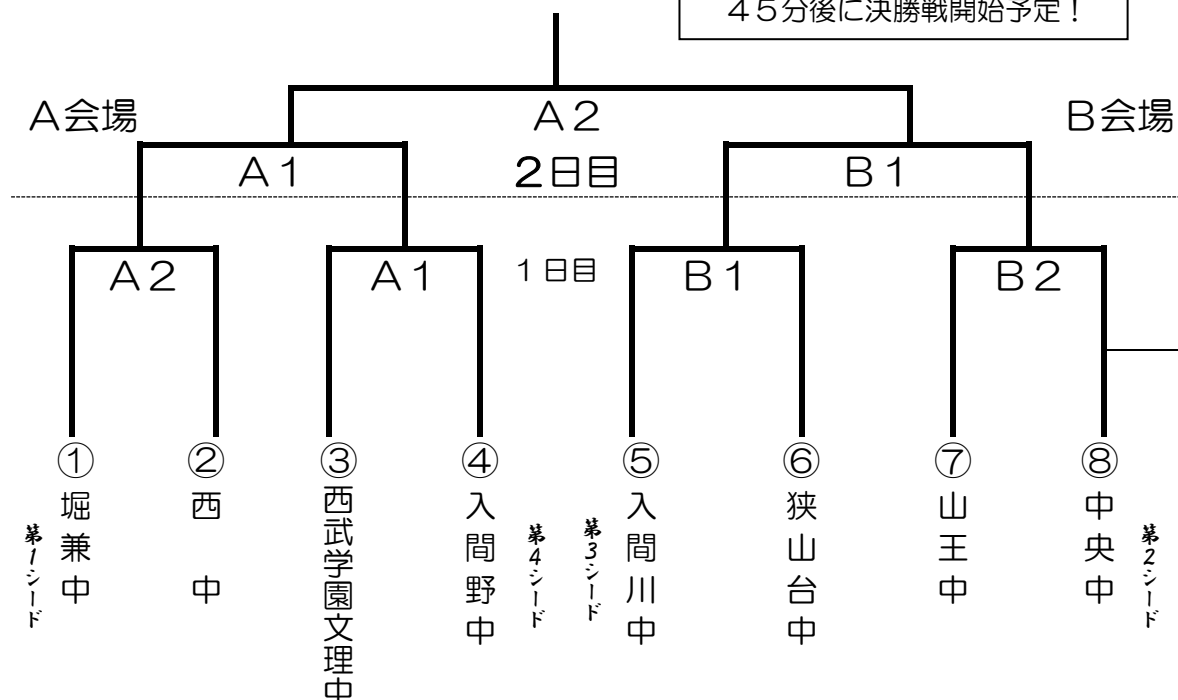 45分後に決勝戦開始予定！
A会場
A2
B会場
A1
2日目
B1
A2
A1
1日目
B1
B2
①
堀兼中
第1シード
②
西中
③
西武学園文理中
④
入間野中
第4シード
第3シード
⑤
入間川中
⑥
狭山台中
⑦
山王中
⑧
中央中
第2シード